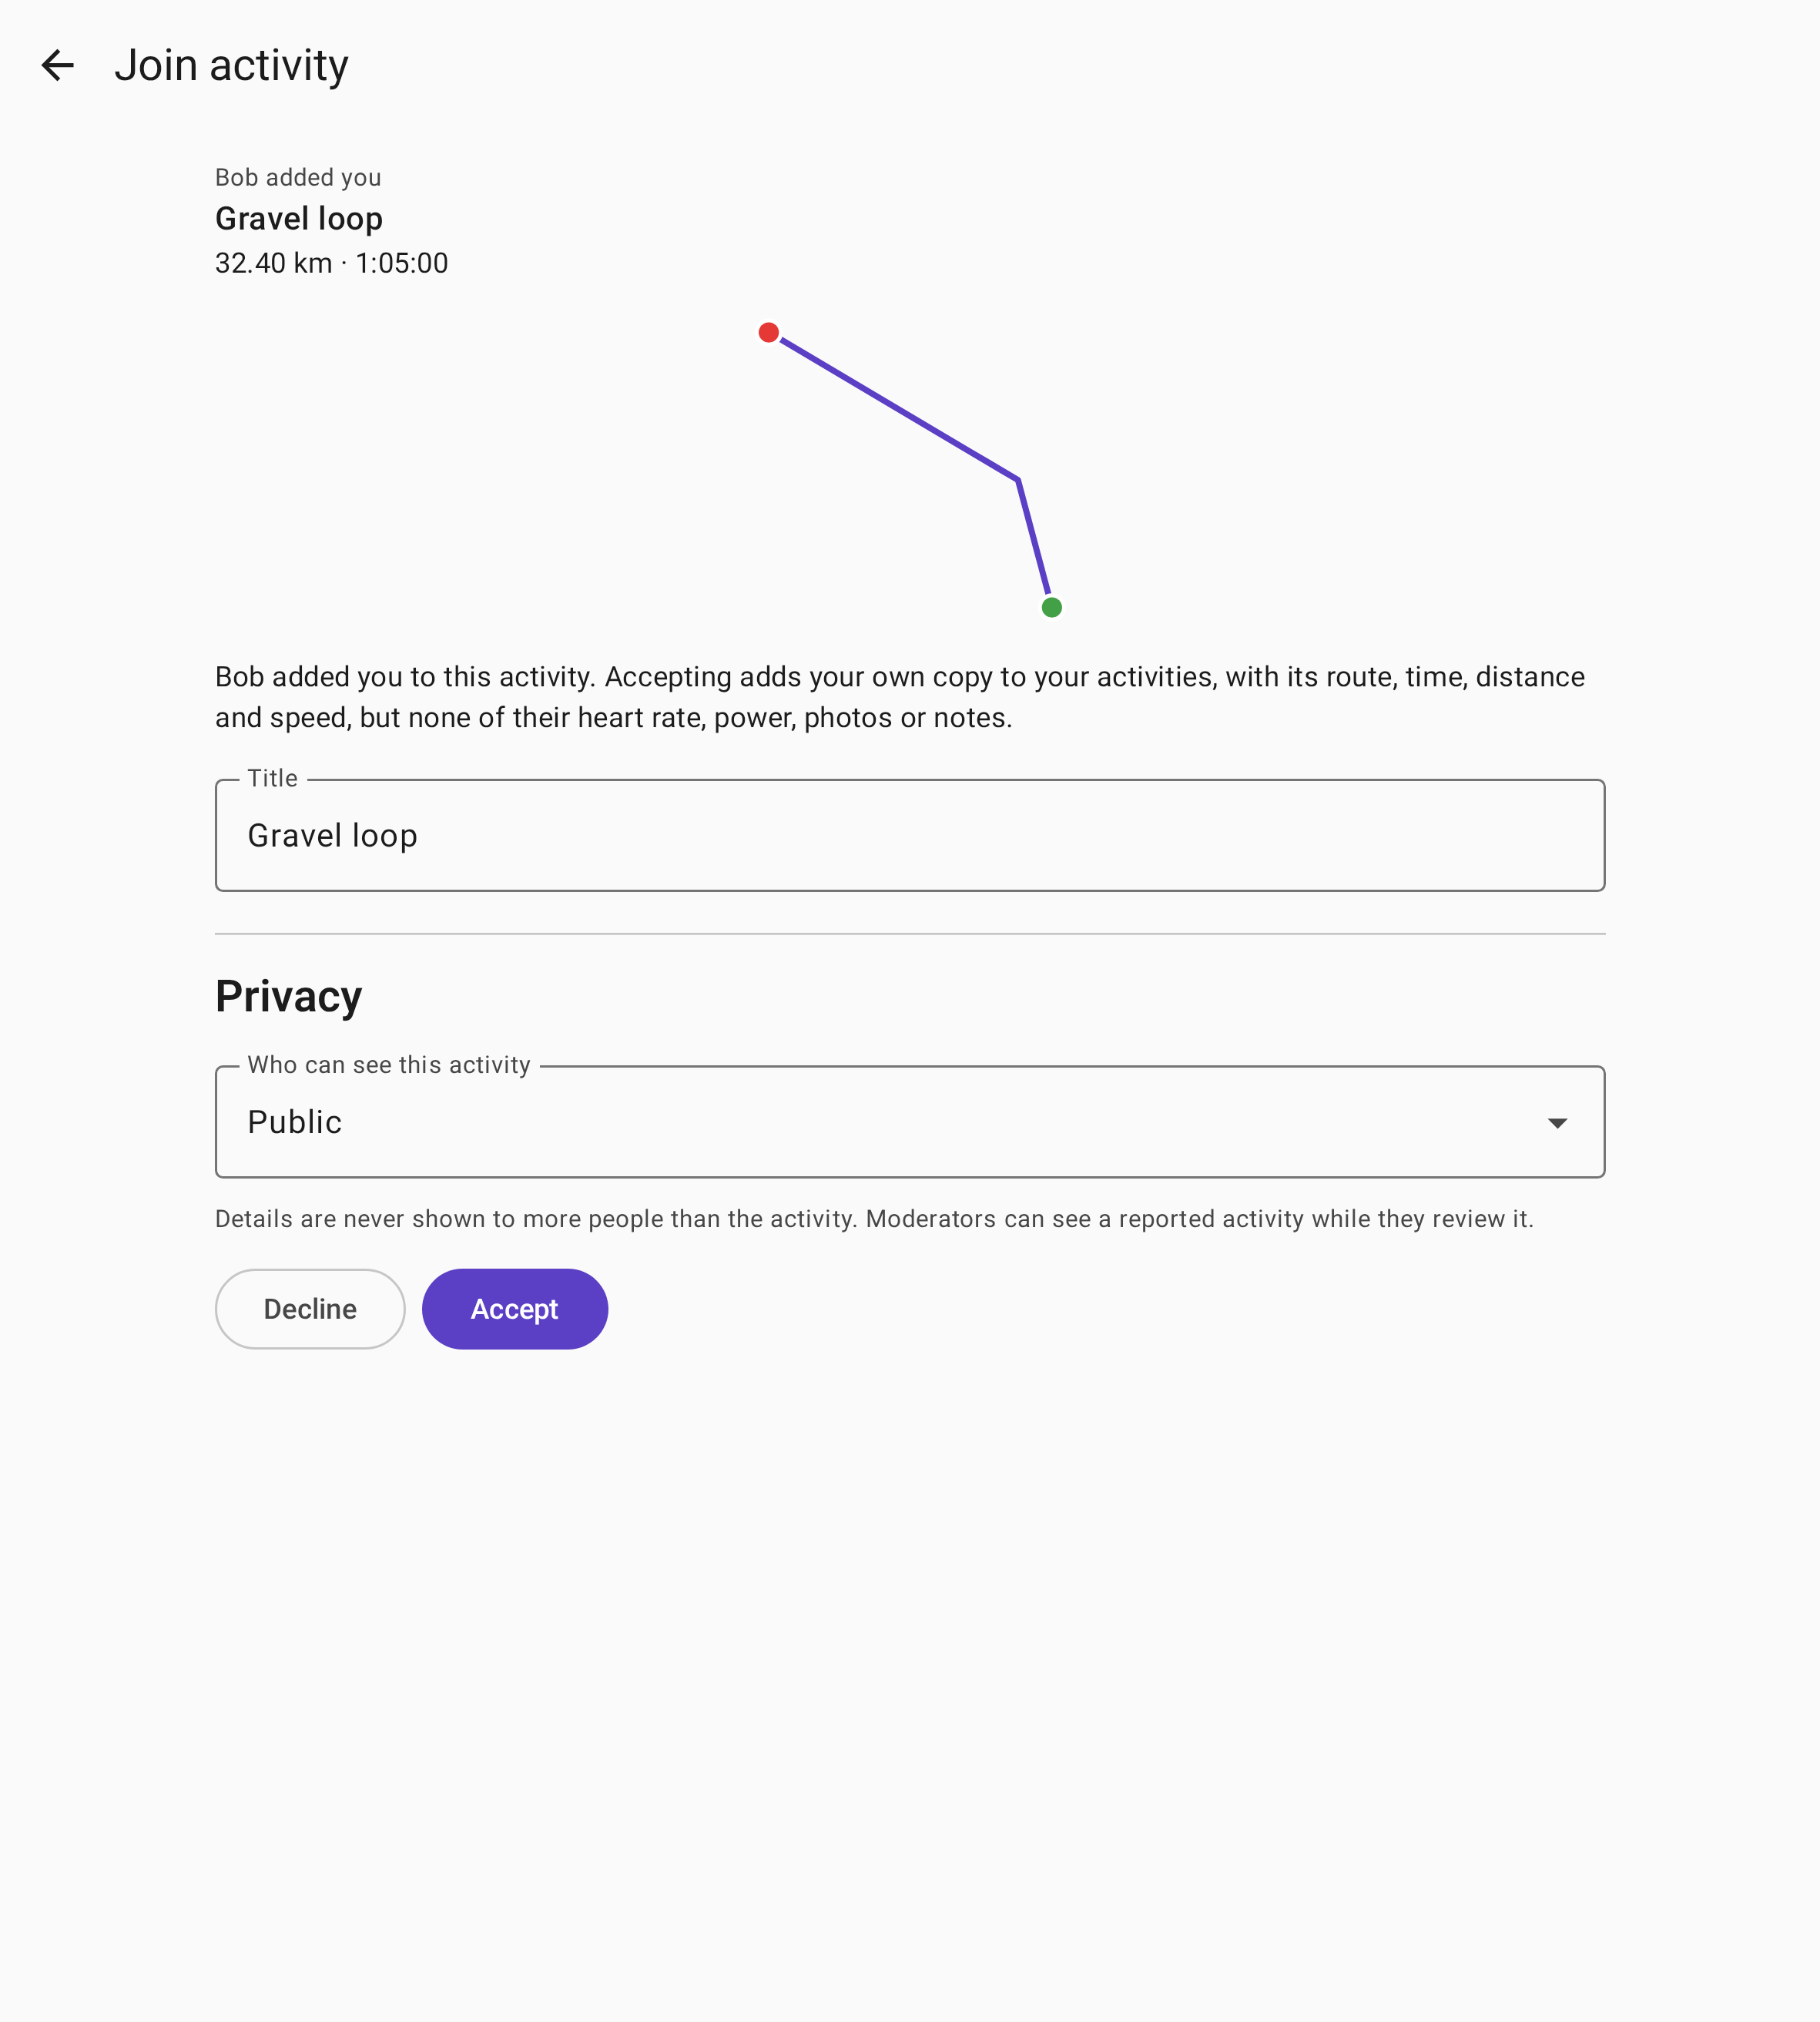 Join activity
Bob added you
Gravel loop
32.40 km · 1:05:00
Bob added you to this activity. Accepting adds your own copy to your activities, with its route, time, distance
and speed, but none of their heart rate, power, photos or notes.
Title
Gravel loop
Privacy
Who can see this activity
Public
Details are never shown to more people than the activity. Moderators can see a reported activity while they review it.
Decline
Accept